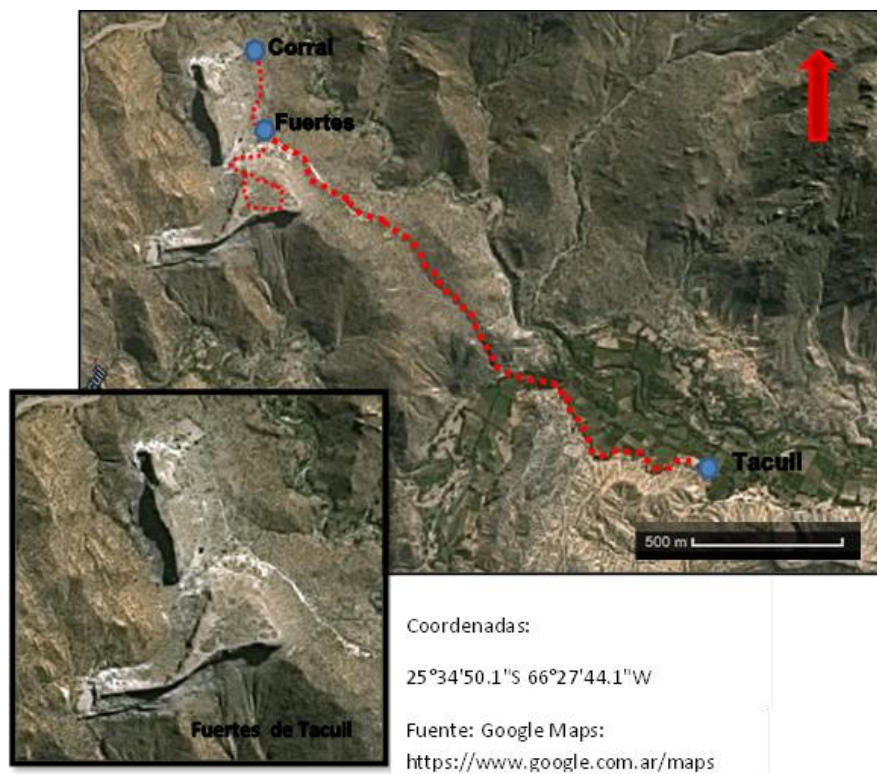 Corral
Fuertes
Tacuil
500 m
Fuertes de Tacuil
Coordenadas:
25°34'50.1"S 66°27'44.1"W
Fuente: Google Maps:
https://www.google.com.ar/maps